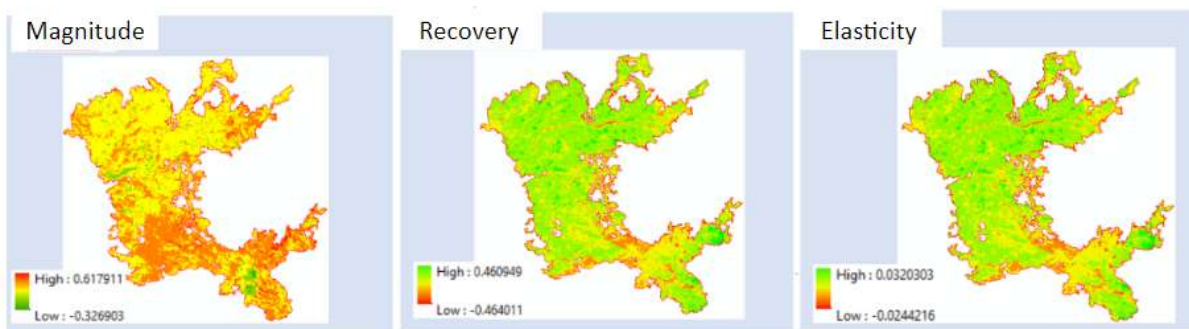 Magnitude
High : 0.617911
Low : -0.326903
Recovery
High : 0.460949
Low : -0.464011
Elasticity
High : 0.0320303
Low : -0.0244216